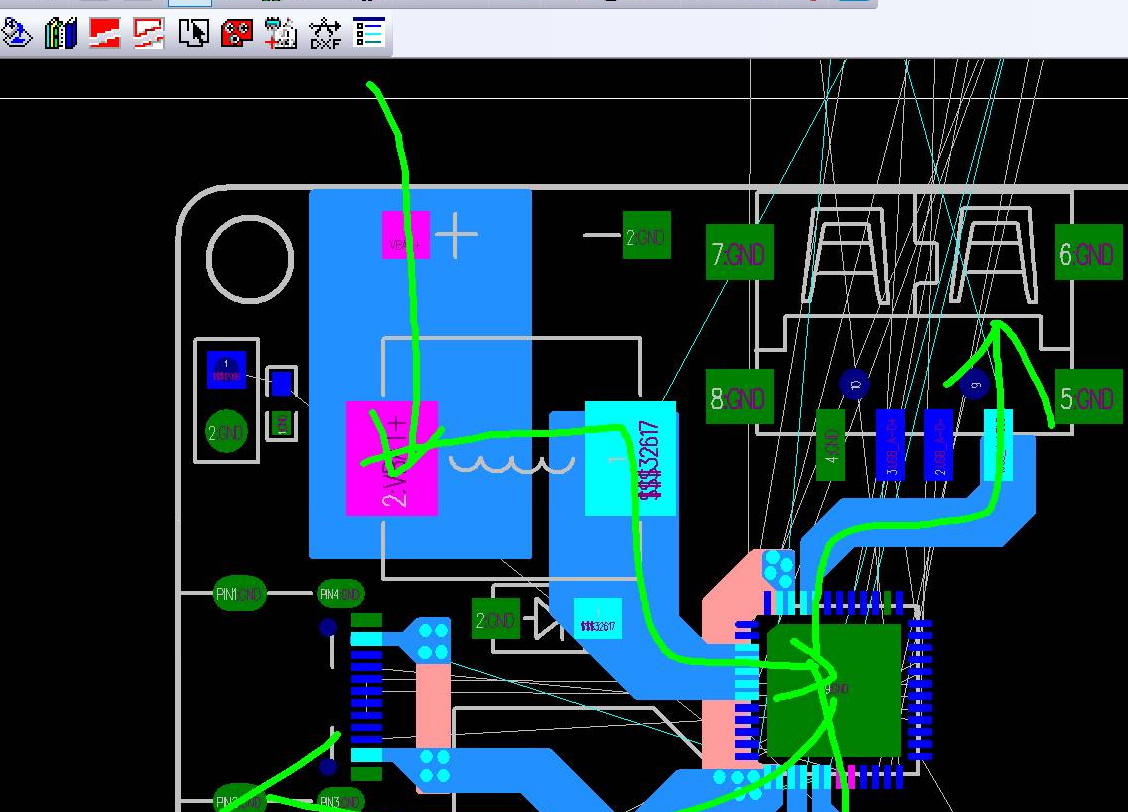 DXF
VBAT+
2:GND
7:GND
6:GND
1
2:GND
1:GND
2:VBAT+
$$$32617
8:GND
10
9
5:GND
4:GND
3:USB_A-D+
2:USB_A-D-
PIN1:GND
PIN4:GND
2:GND
$$$32617
PIN2:GND
PIN3:GND